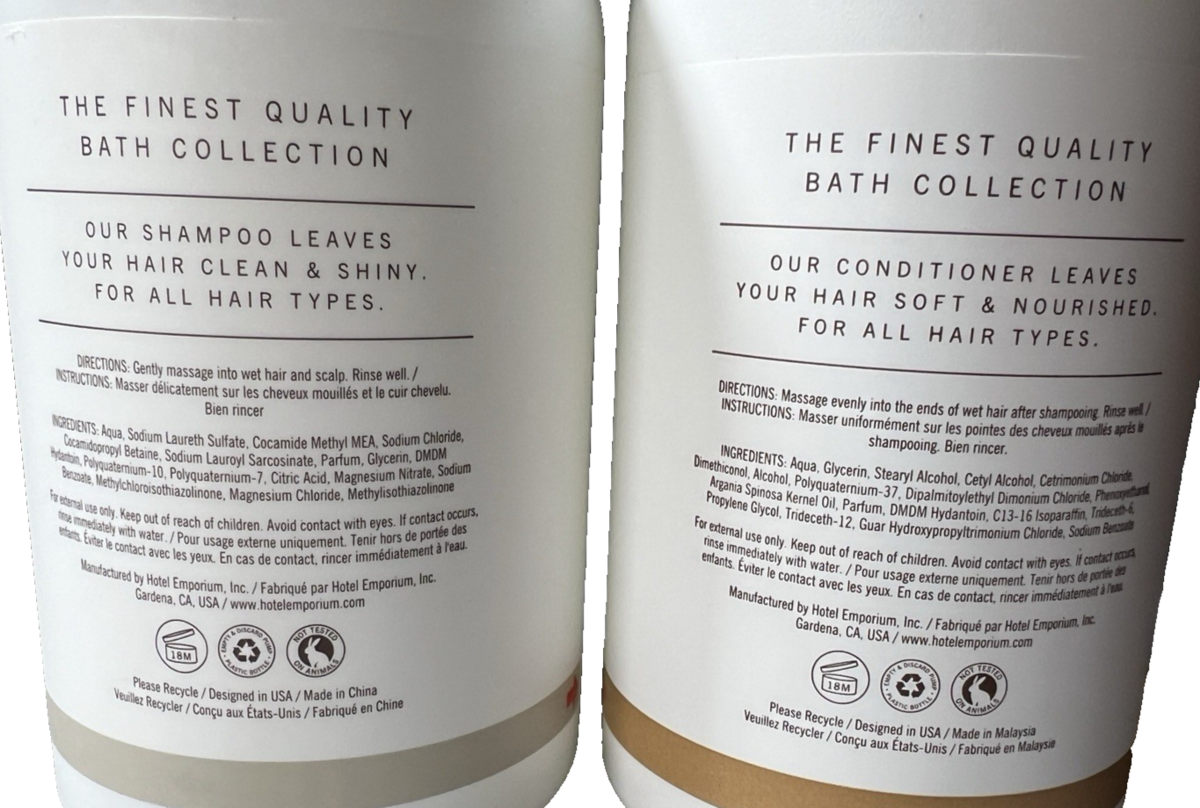 THE FINEST QUALITY
BATH COLLECTION
OUR SHAMPOO LEAVES
YOUR HAIR CLEAN & SHINY.
FOR ALL HAIR TYPES.
DIRECTIONS: Gently massage into wet hair and scalp. Rinse well. /
INSTRUCTIONS: Masser délicatement sur les cheveux mouillés et le cuir chevelu.
Bien rincer
INGREDIENTS: Aqua, Sodium Laureth Sulfate, Cocamide Methyl MEA, Sodium Chloride,
Cocamidopropyl Betaine, Sodium Lauroyl Sarcosinate, Parfum, Glycerin, DMDM
Hydantoin, Polyquaternium-10, Polyquaternium-7, Citric Acid, Magnesium Nitrate, Sodium
Benzoate, Methylchloroisothiazolinone, Magnesium Chloride, Methylisothiazolinone
For external use only. Keep out of reach of children. Avoid contact with eyes. If contact occurs,
rinse immediately with water. / Pour usage externe uniquement. Tenir hors de portée des
enfants. Éviter le contact avec les yeux. En cas de contact, rincer immédiatement à l'eau.
Manufactured by Hotel Emporium, Inc. / Fabriqué par Hotel Emporium, Inc.
Gardena, CA, USA / www.hotelemporium.com
18M
EMPTY & DISCARD PUMP
PLASTIC BOTTLE
NOT TESTED
ON ANIMALS
Please Recycle / Designed in USA / Made in China
Veuillez Recycler / Conçu aux États-Unis / Fabriqué en Chine
THE FINEST QUALITY
BATH COLLECTION
OUR CONDITIONER LEAVES
YOUR HAIR SOFT & NOURISHED.
FOR ALL HAIR TYPES.
DIRECTIONS: Massage evenly into the ends of wet hair after shampooing. Rinse well /
INSTRUCTIONS: Masser uniformément sur les pointes des cheveux mouillés après le
shampooing. Bien rincer.
INGREDIENTS: Aqua, Glycerin, Stearyl Alcohol, Cetyl Alcohol, Cetrimonium Chloride,
Dimethiconol, Alcohol, Polyquaternium-37, Dipalmitoylethyl Dimonium Chloride, Phenoxyethanol,
Argania Spinosa Kernel Oil, Parfum, DMDM Hydantoin, C13-16 Isoparaffin, Trideceth-6,
Propylene Glycol, Trideceth-12, Guar Hydroxypropyltrimonium Chloride, Sodium Benzoate
For external use only. Keep out of reach of children. Avoid contact with eyes. If contact occurs,
rinse immediately with water. / Pour usage externe uniquement. Tenir hors de portée des
enfants. Éviter le contact avec les yeux. En cas de contact, rincer immédiatement à l'eau.
Manufactured by Hotel Emporium, Inc. / Fabriqué par Hotel Emporium, Inc.
Gardena, CA, USA / www.hotelemporium.com
18M
EMPTY & DISCARD PUMP
PLASTIC BOTTLE
NOT TESTED
ON ANIMALS
Please Recycle / Designed in USA / Made in Malaysia
Veuillez Recycler / Conçu aux États-Unis / Fabriqué en Malaysie